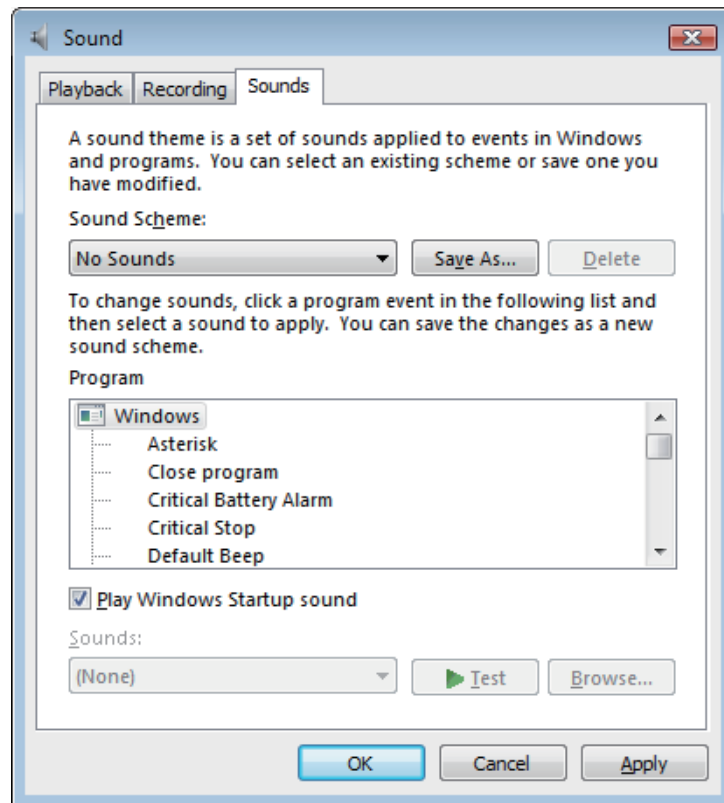 Sound
Playback Recording Sounds
A sound theme is a set of sounds applied to events in Windows
and programs. You can select an existing scheme or save one you
have modified.
Sound Scheme:
No Sounds Save As... Delete
To change sounds, click a program event in the following list and
then select a sound to apply. You can save the changes as a new
sound scheme.
Program
Windows
Asterisk
Close program
Critical Battery Alarm
Critical Stop
Default Beep
Play Windows Startup sound
Sounds:
(None) Test Browse...
OK Cancel Apply